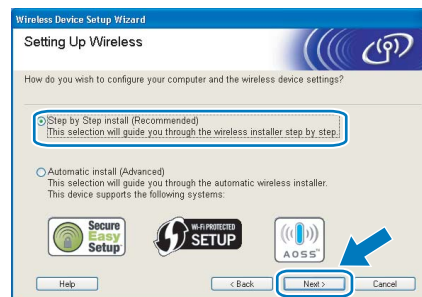 Wireless Device Setup Wizard
Setting Up Wireless
How do you wish to configure your computer and the wireless device settings?
Step by Step install (Recommended)
This selection will guide you through the wireless installer step by step.
Automatic install (Advanced)
This selection will guide you through the automatic wireless installer.
This device supports the following systems:
Secure
Easy
Setup™
WI-FI PROTECTED
SETUP
AOSS™
Help
< Back
Next >
Cancel